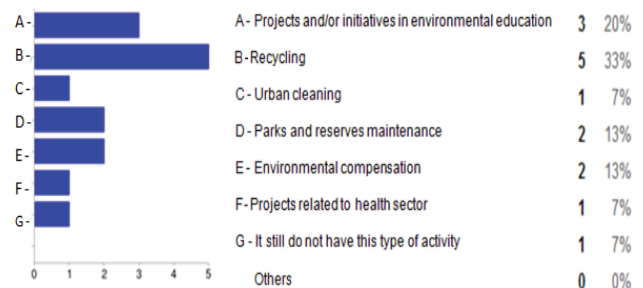 A -
B -
C -
D -
E -
F -
G -
0 1 2 3 4 5
A - Projects and/or initiatives in environmental education 3 20%
B -Recycling 5 33%
C - Urban cleaning 1 7%
D - Parks and reserves maintenance 2 13%
E - Environmental compensation 2 13%
F- Projects related to health sector 1 7%
G - It still do not have this type of activity 1 7%
Others 0 0%